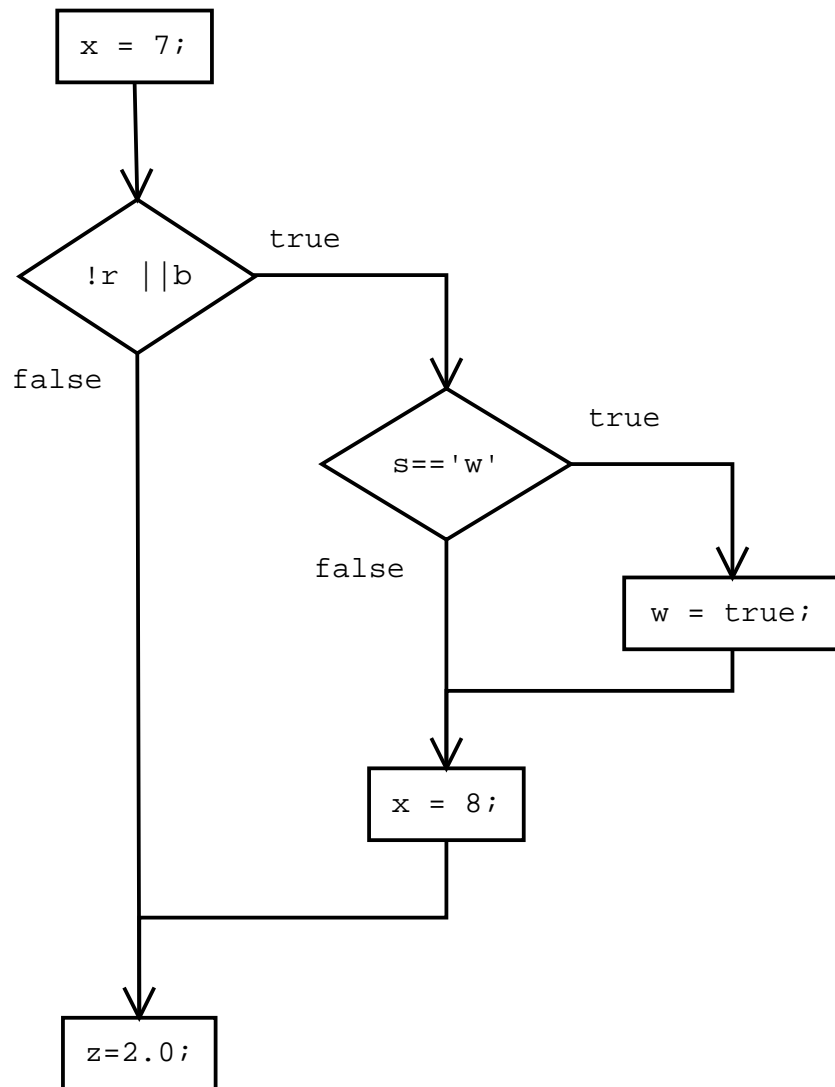 x = 7;
!r ||b
true
false
s=='w'
true
false
w = true;
x = 8;
z=2.0;